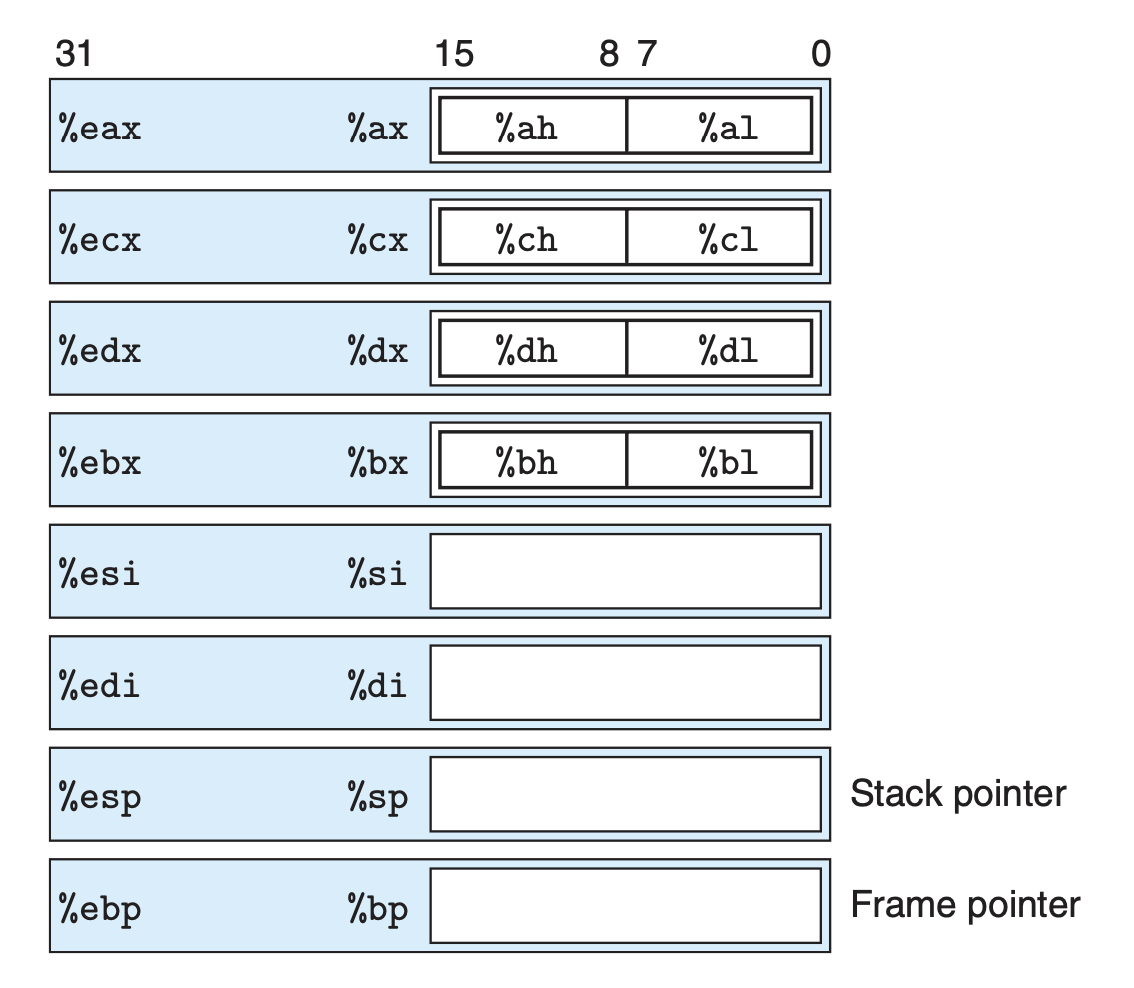 31 15 8 7 0
%eax %ax %ah %al
%ecx %cx %ch %cl
%edx %dx %dh %dl
%ebx %bx %bh %bl
%esi %si
%edi %di
%esp %sp Stack pointer
%ebp %bp Frame pointer